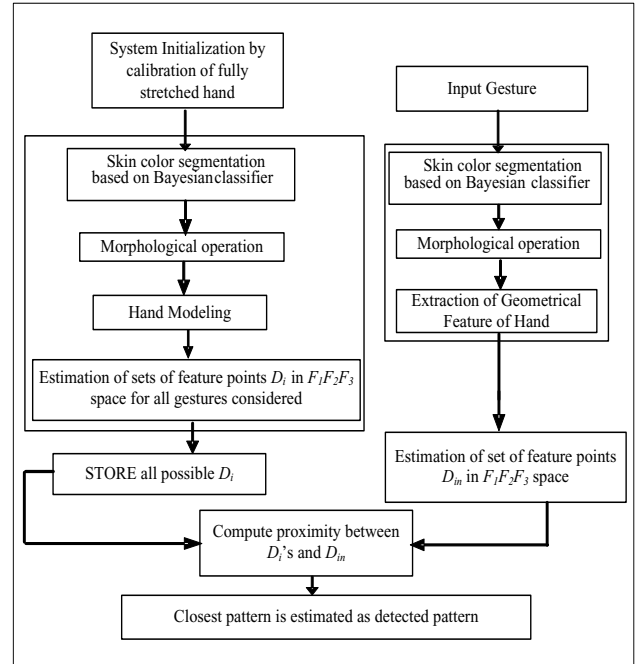 System Initialization by
calibration of fully
stretched hand
Skin color segmentation
based on Bayesian classifier
Morphological operation
Hand Modeling
Estimation of sets of feature points Di in F1F2F3
space for all gestures considered
STORE all possible Di
Input Gesture
Skin color segmentation
based on Bayesian classifier
Morphological operation
Extraction of Geometrical
Feature of Hand
Estimation of set of feature points
Din in F1F2F3 space
Compute proximity between
Di's and Din
Closest pattern is estimated as detected pattern